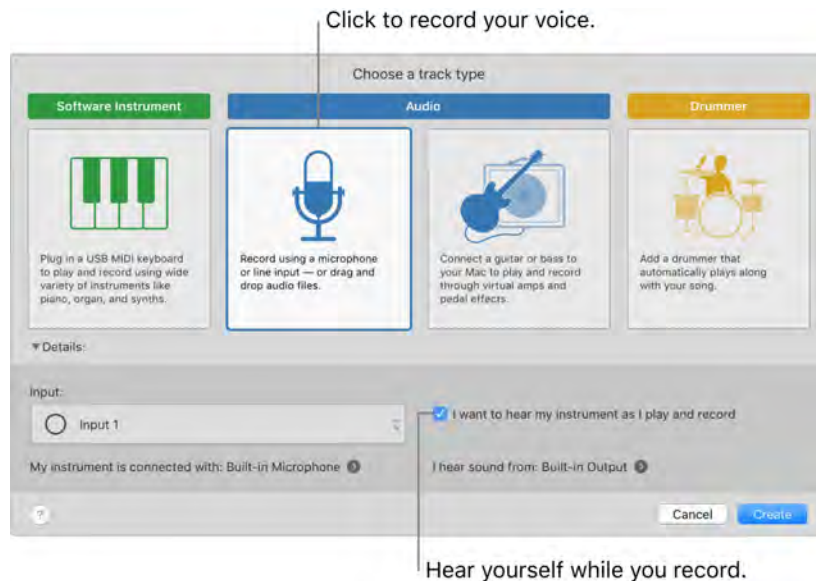 Click to record your voice.
Choose a track type
Software Instrument
Audio
Drummer
Plug in a USB MIDI keyboard
to play and record using wide
variety of instruments like
piano, organ, and synths.
Record using a microphone
or line input — or drag and
drop audio files.
Connect a guitar or bass to
your Mac to play and record
through virtual amps and
pedal effects.
Add a drummer that
automatically plays along
with your song.
Details:
Input:
Input 1
I want to hear my instrument as I play and record
My instrument is connected with: Built-in Microphone
I hear sound from: Built-in Output
?
Cancel
Create
Hear yourself while you record.